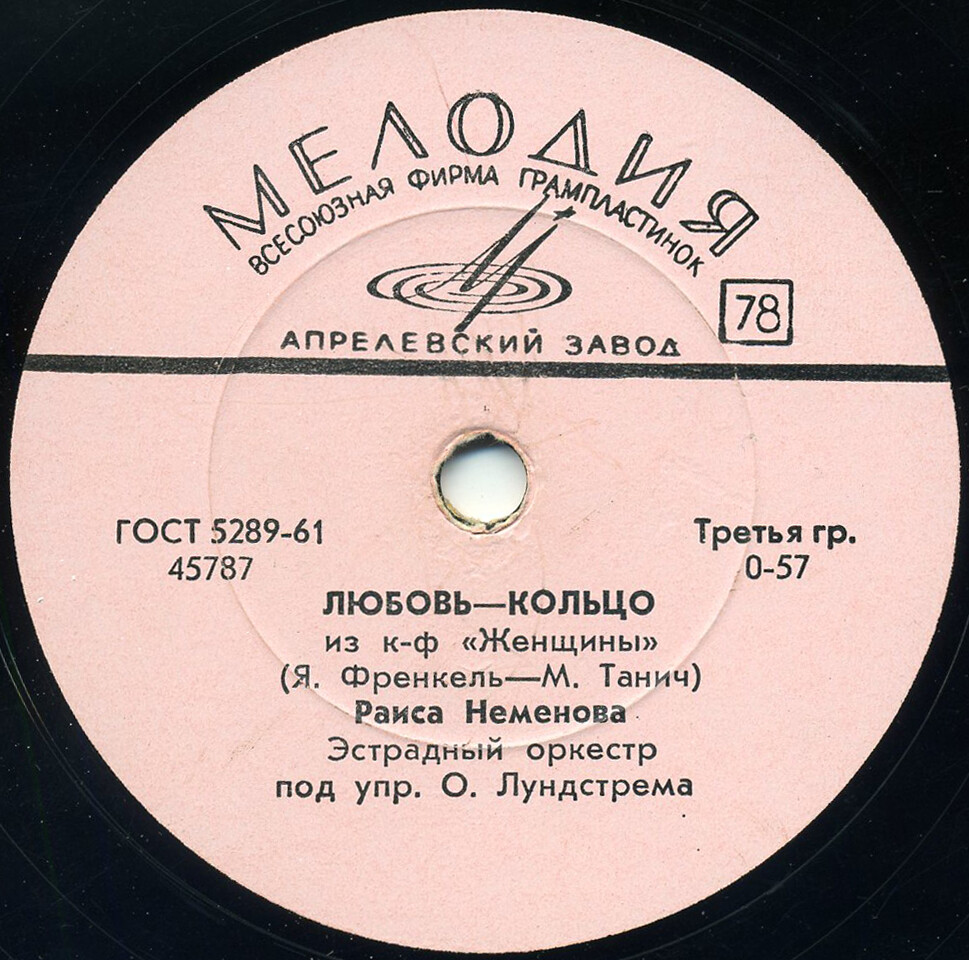 МЕЛОДИЯ
ВСЕСОЮЗНАЯ ФИРМА ГРАМПЛАСТИНОК
78
АПРЕЛЕВСКИЙ ЗАВОД
ГОСТ 5289-61
45787
Третья гр.
0-57
ЛЮБОВЬ—КОЛЬЦО
из к-ф «Женщины»
(Я. Френкель—М. Танич)
Раиса Неменова
Эстрадный оркестр
под упр. О. Лундстрема